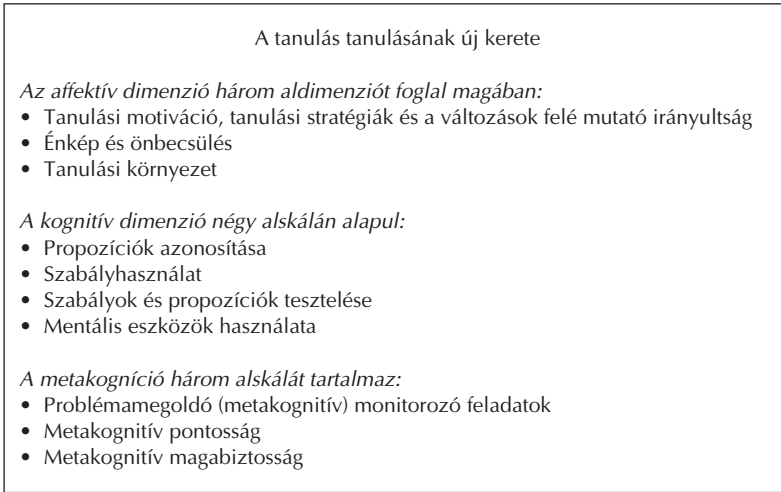 A tanulás tanulásának új kerete
Az affektív dimenzió három aldimenziót foglal magában:
• Tanulási motiváció, tanulási stratégiák és a változások felé mutató irányultság
• Énkép és önbecsülés
• Tanulási környezet
A kognitív dimenzió négy alskálán alapul:
• Propozíciók azonosítása
• Szabályhasználat
• Szabályok és propozíciók tesztelése
• Mentális eszközök használata
A metakogníció három alskálát tartalmaz:
• Problémamegoldó (metakognitív) monitorozó feladatok
• Metakognitív pontosság
• Metakognitív magabiztosság